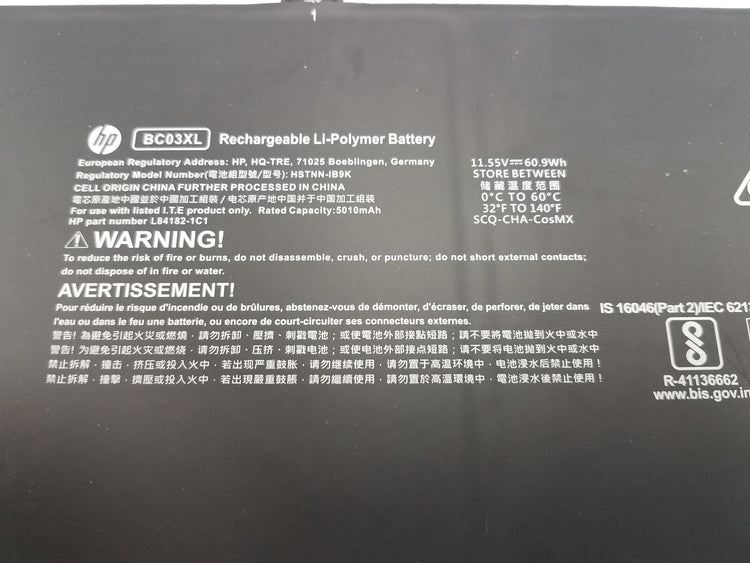 1
hp BC03XL Rechargeable Li-Polymer Battery
European Regulatory Address: HP, HQ-TRE, 71025 Boeblingen, Germany
Regulatory Model Number(電池組型號/型号): HSTNN-IB9K
CELL ORIGIN CHINA FURTHER PROCESSED IN CHINA
電芯原產地中國並於中國加工組裝 / 电芯原产地中国并于中国加工组装
For use with listed I.T.E product only. Rated Capacity:5010mAh
HP part number L84182-1C1
11.55V⎓60.9Wh
STORE BETWEEN
儲藏溫度范围
0°C TO 60°C
32°F TO 140°F
SCQ-CHA-CosMX
WARNING!
To reduce the risk of fire or burns, do not disassemble, crush, or puncture; do not short external contacts;
do not dispose of in fire or water.
AVERTISSEMENT!
Pour réduire le risque d'incendie ou de brûlures, abstenez-vous de démonter, d'écraser, de perforer, de jeter dans
l'eau ou dans le feu une batterie, ou encore de court-circuiter ses connecteurs externes.
警告! 為避免引起火災或燃燒，請勿拆卸、壓擠、刺戳電池；或使電池外部接點短路；請不要將電池拋到火中或水中
警告! 为避免引起火灾或燃烧，请勿拆卸、压挤、刺戳电池；或使电池外部接点短路；请不要将电池抛到火中或水中
禁止拆解、撞击、挤压或投入火中，若出现严重鼓胀，请勿继续使用，请勿置于高温环境中，电池浸水后禁止使用！
禁止拆解，撞擊，擠壓或投入火中，若出現嚴重鼓脹，請勿繼續使用，請勿置於高溫環境中，電池浸水後禁止使用！
IS 16046(Part 2)/IEC 6213
R-41136662
www.bis.gov.in